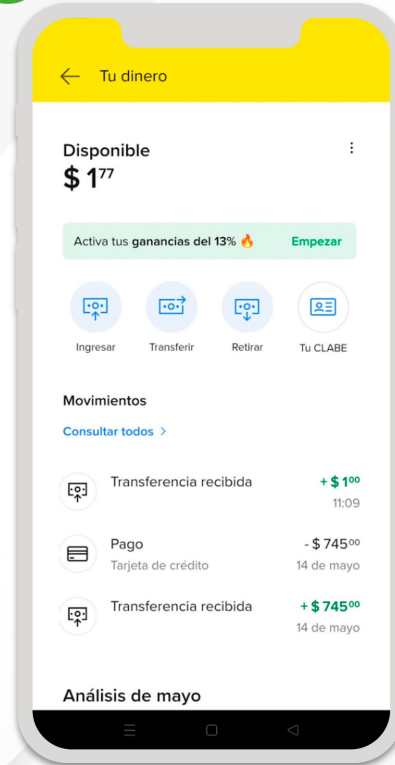 Tu dinero
Disponible
$ 1⁷⁷
Activa tus ganancias del 13% 🔥 Empezar
Ingresar Transferir Retirar Tu CLABE
Movimientos
Consultar todos >
Transferencia recibida + $ 1⁰⁰
11:09
Pago - $ 745⁰⁰
Tarjeta de crédito 14 de mayo
Transferencia recibida + $ 745⁰⁰
14 de mayo
Análisis de mayo